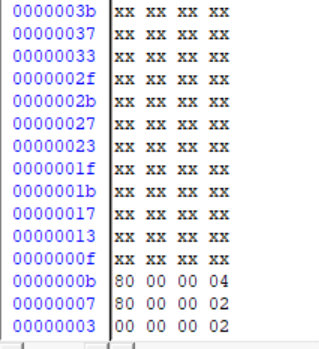 0000003b xx xx xx xx
00000037 xx xx xx xx
00000033 xx xx xx xx
0000002f xx xx xx xx
0000002b xx xx xx xx
00000027 xx xx xx xx
00000023 xx xx xx xx
0000001f xx xx xx xx
0000001b xx xx xx xx
00000017 xx xx xx xx
00000013 xx xx xx xx
0000000f xx xx xx xx
0000000b 80 00 00 04
00000007 80 00 00 02
00000003 00 00 00 02